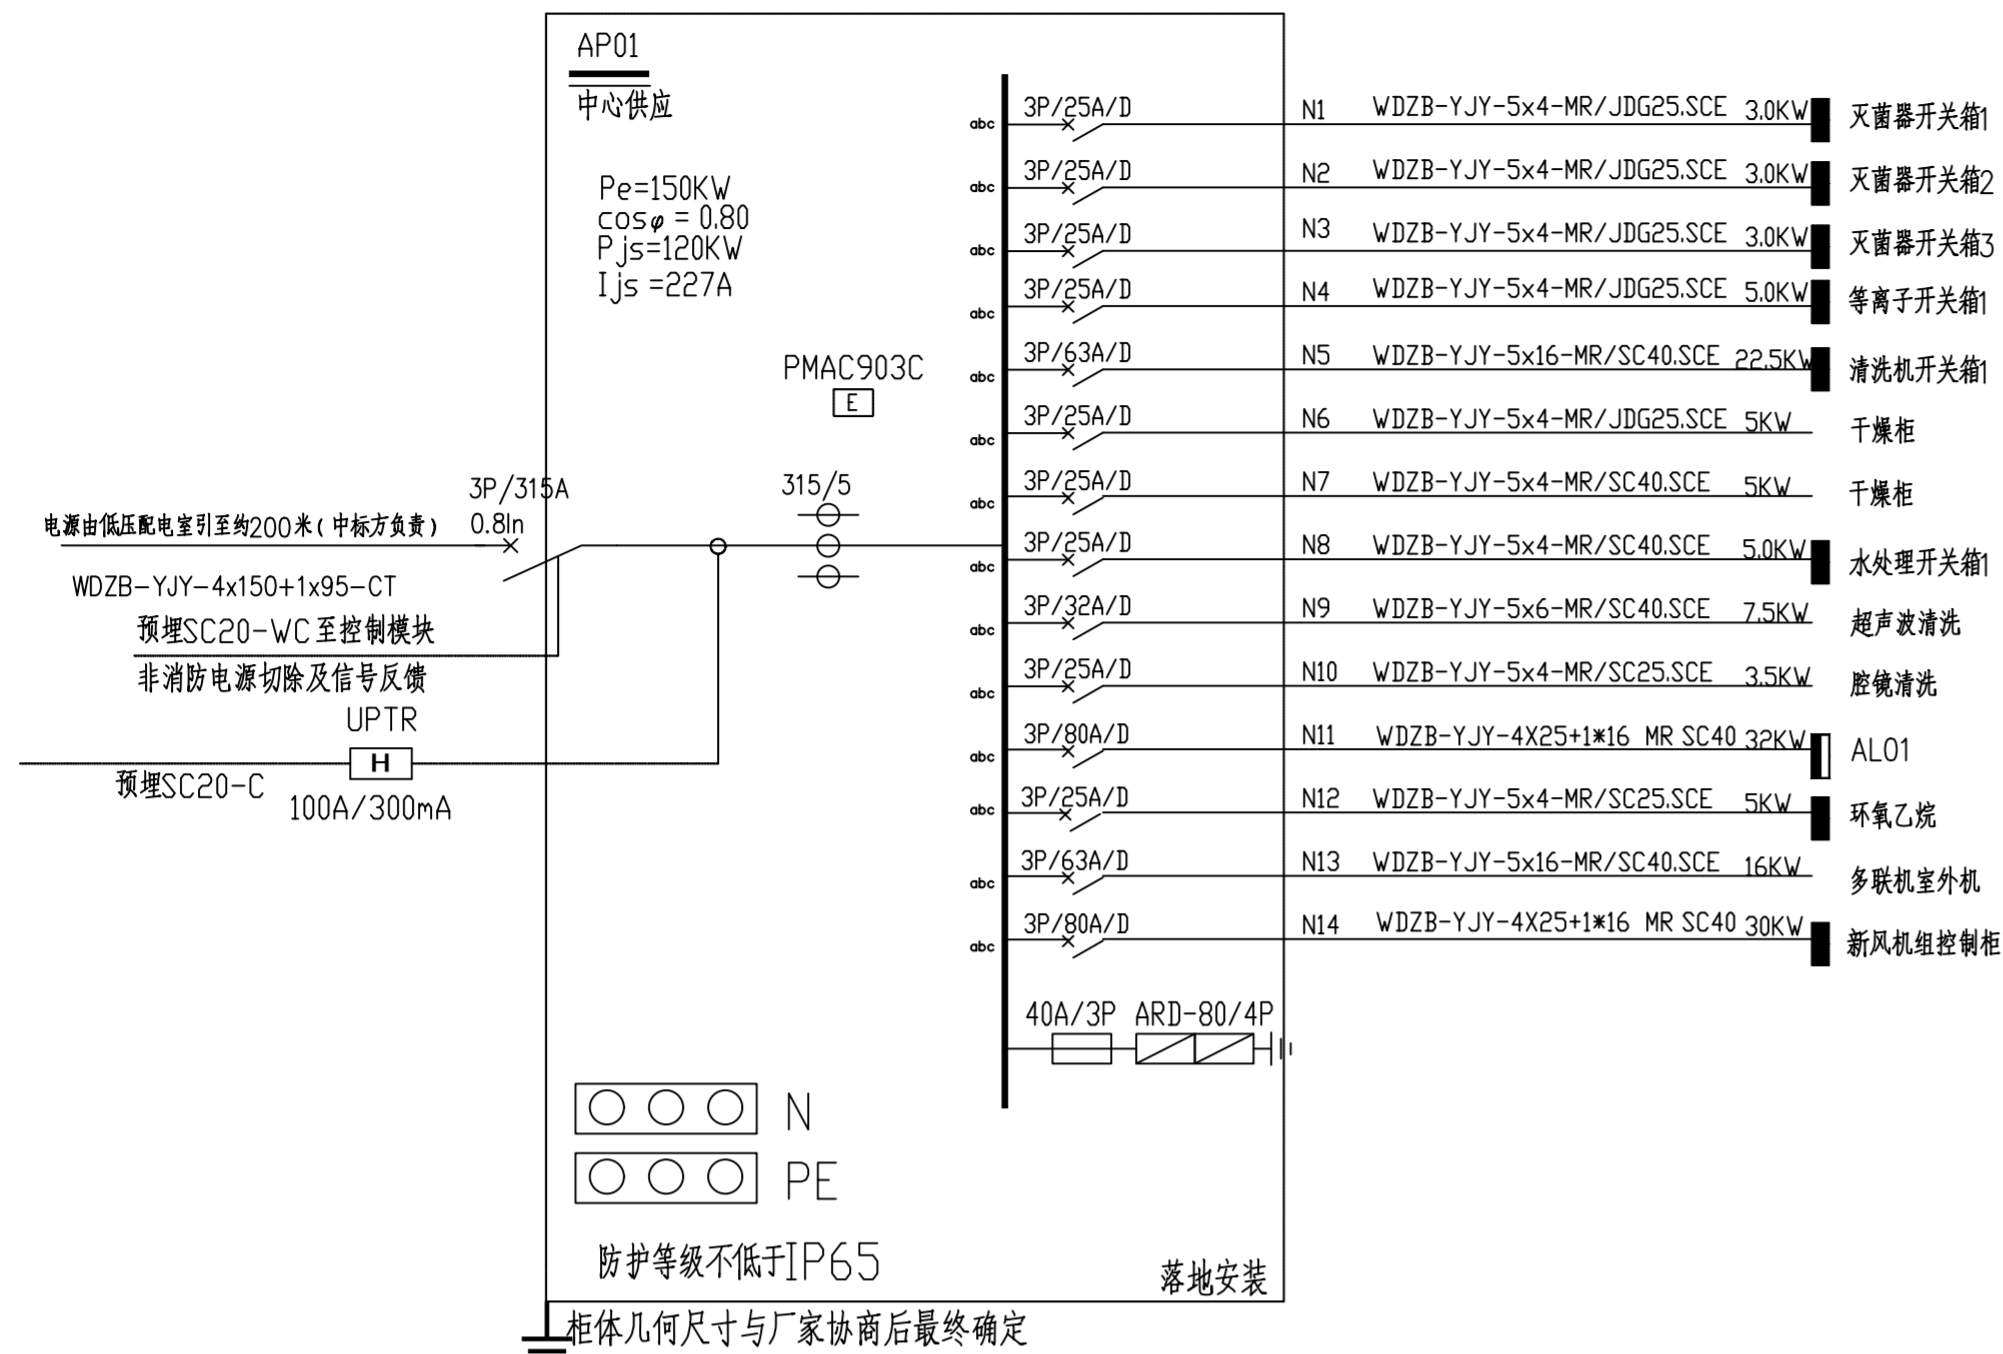 AP01
中心供应
Pe=150KW
cosφ = 0.80
Pjs=120KW
Ijs =227A
PMAC903C
E
315/5
3P/315A
0.8In
电源由低压配电室引至约200米(中标方负责)
WDZB-YJY-4x150+1x95-CT
预埋SC20-WC至控制模块
非消防电源切除及信号反馈
UPTR
H
预埋SC20-C
100A/300mA
abc 3P/25A/D N1 WDZB-YJY-5x4-MR/JDG25.SCE 3.0KW 灭菌器开关箱1
abc 3P/25A/D N2 WDZB-YJY-5x4-MR/JDG25.SCE 3.0KW 灭菌器开关箱2
abc 3P/25A/D N3 WDZB-YJY-5x4-MR/JDG25.SCE 3.0KW 灭菌器开关箱3
abc 3P/25A/D N4 WDZB-YJY-5x4-MR/JDG25.SCE 5.0KW 等离子开关箱1
abc 3P/63A/D N5 WDZB-YJY-5x16-MR/SC40.SCE 22.5KW 清洗机开关箱1
abc 3P/25A/D N6 WDZB-YJY-5x4-MR/JDG25.SCE 5KW 干燥柜
abc 3P/25A/D N7 WDZB-YJY-5x4-MR/SC40.SCE 5KW 干燥柜
abc 3P/25A/D N8 WDZB-YJY-5x4-MR/SC40.SCE 5.0KW 水处理开关箱1
abc 3P/32A/D N9 WDZB-YJY-5x6-MR/SC40.SCE 7.5KW 超声波清洗
abc 3P/25A/D N10 WDZB-YJY-5x4-MR/SC25.SCE 3.5KW 腔镜清洗
abc 3P/80A/D N11 WDZB-YJY-4X25+1*16 MR SC40 32KW AL01
abc 3P/25A/D N12 WDZB-YJY-5x4-MR/SC25.SCE 5KW 环氧乙烷
abc 3P/63A/D N13 WDZB-YJY-5x16-MR/SC40.SCE 16KW 多联机室外机
abc 3P/80A/D N14 WDZB-YJY-4X25+1*16 MR SC40 30KW 新风机组控制柜
40A/3P ARD-80/4P
N
PE
防护等级不低于IP65
落地安装
柜体几何尺寸与厂家协商后最终确定